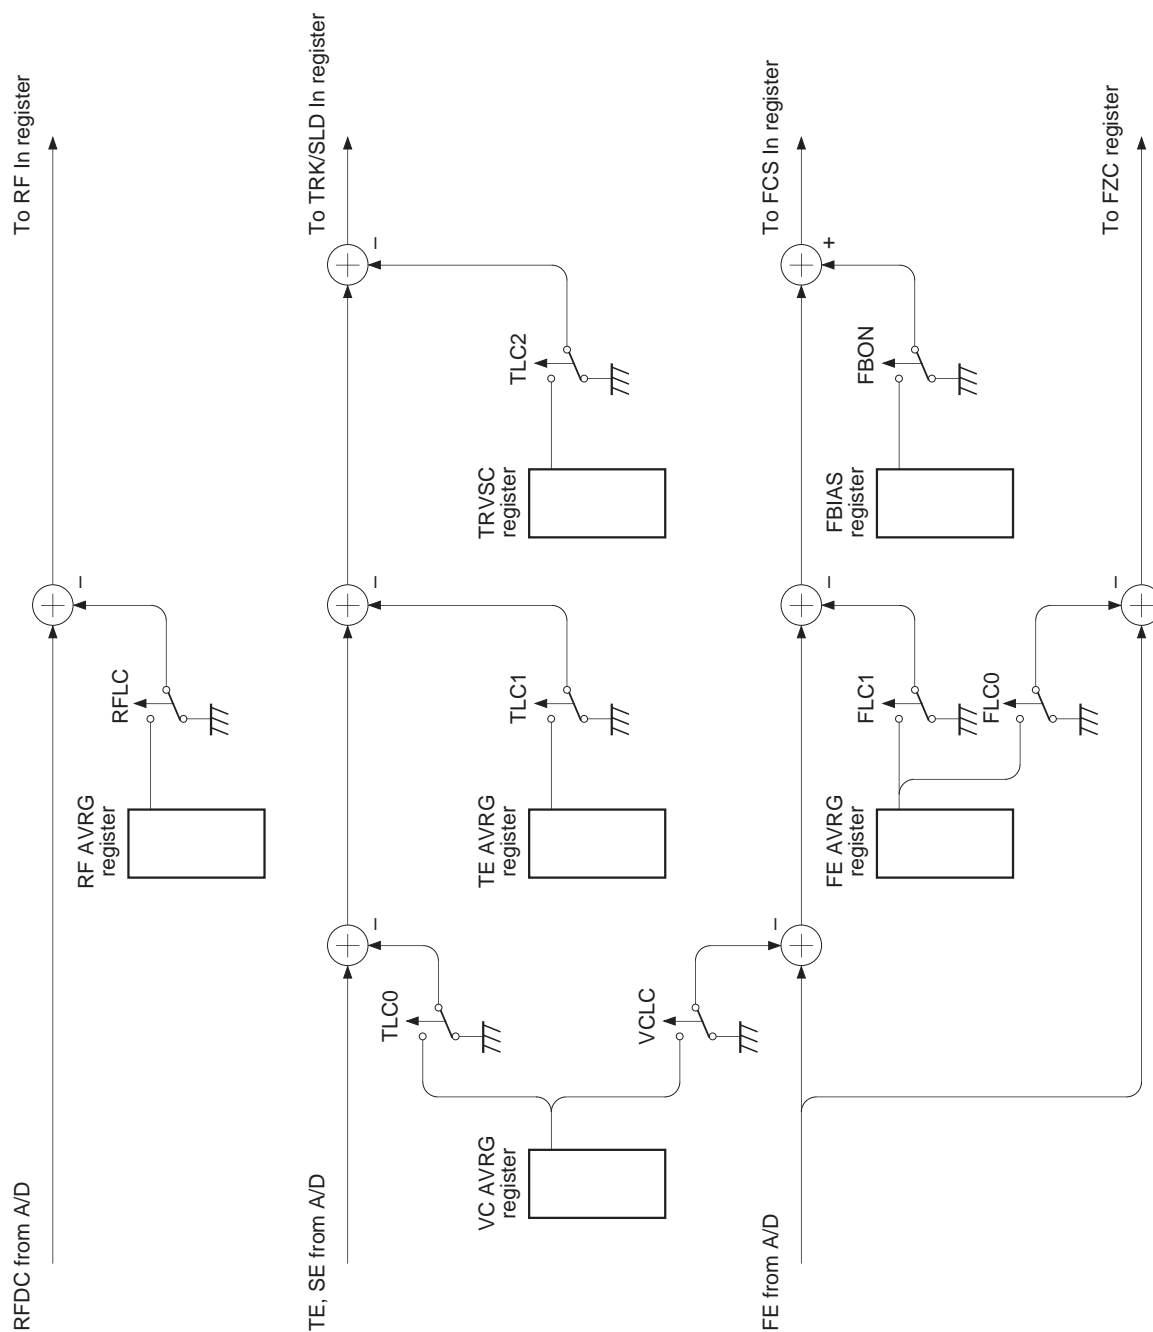 RFDC from A/D
RF AVRG
register
RFLC
−
To RF In register
TE, SE from A/D
TLC0
−
TE AVRG
register
TLC1
−
TRVSC
register
TLC2
−
To TRK/SLD In register
VC AVRG
register
VCLC
−
FE from A/D
FE AVRG
register
FLC1
−
FLC0
−
FBIAS
register
FBON
+
To FCS In register
To FZC register